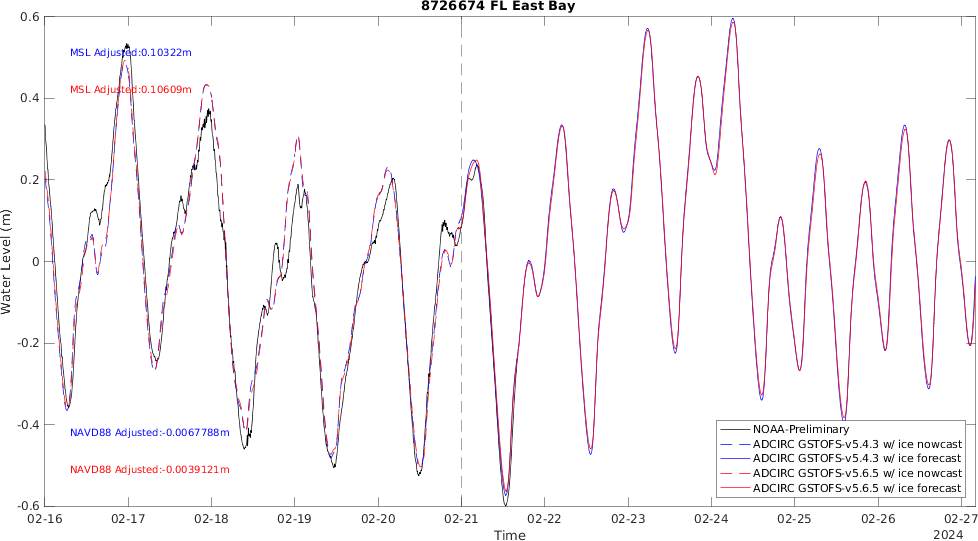 8726674 FL East Bay
0.6
MSL Adjusted:0.10322m
0.4
MSL Adjusted:0.10609m
0.2
Water Level (m)
0
-0.2
-0.4
NAVD88 Adjusted:-0.0067788m
NAVD88 Adjusted:-0.0039121m
-0.6
NOAA-Preliminary
ADCIRC GSTOFS-v5.4.3 w/ ice nowcast
ADCIRC GSTOFS-v5.4.3 w/ ice forecast
ADCIRC GSTOFS-v5.6.5 w/ ice nowcast
ADCIRC GSTOFS-v5.6.5 w/ ice forecast
02-16 02-17 02-18 02-19 02-20 02-21 02-22 02-23 02-24 02-25 02-26 02-27
Time
2024